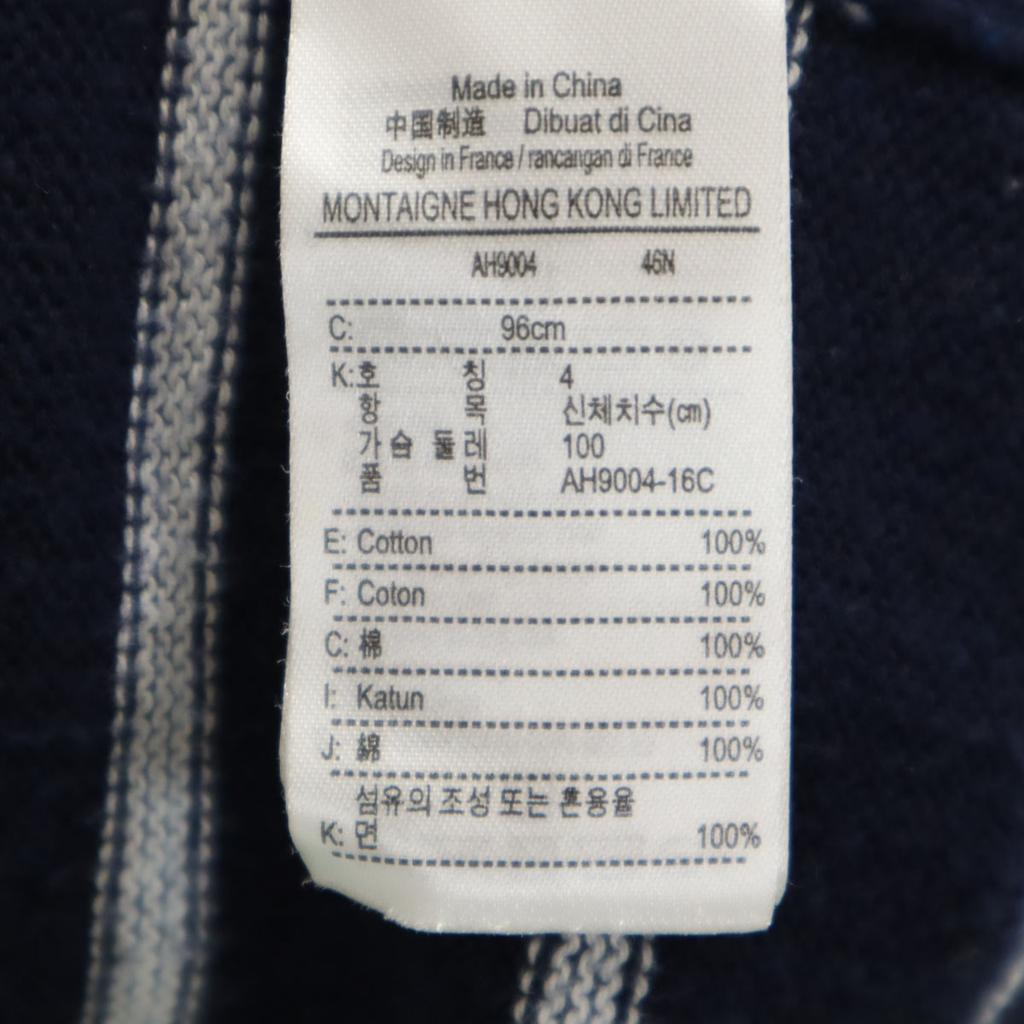 Made in China
中国制造 Dibuat di Cina
Design in France / rancangan di France
MONTAIGNE HONG KONG LIMITED
AH9004 46N
C: 96cm
K:호 칭 4
항 목 신체치수(cm)
가슴 둘레 100
품 번 AH9004-16C
E: Cotton 100%
F: Coton 100%
C: 棉 100%
I: Katun 100%
J: 綿 100%
섬유의 조성 또는 혼용율
K: 면 100%